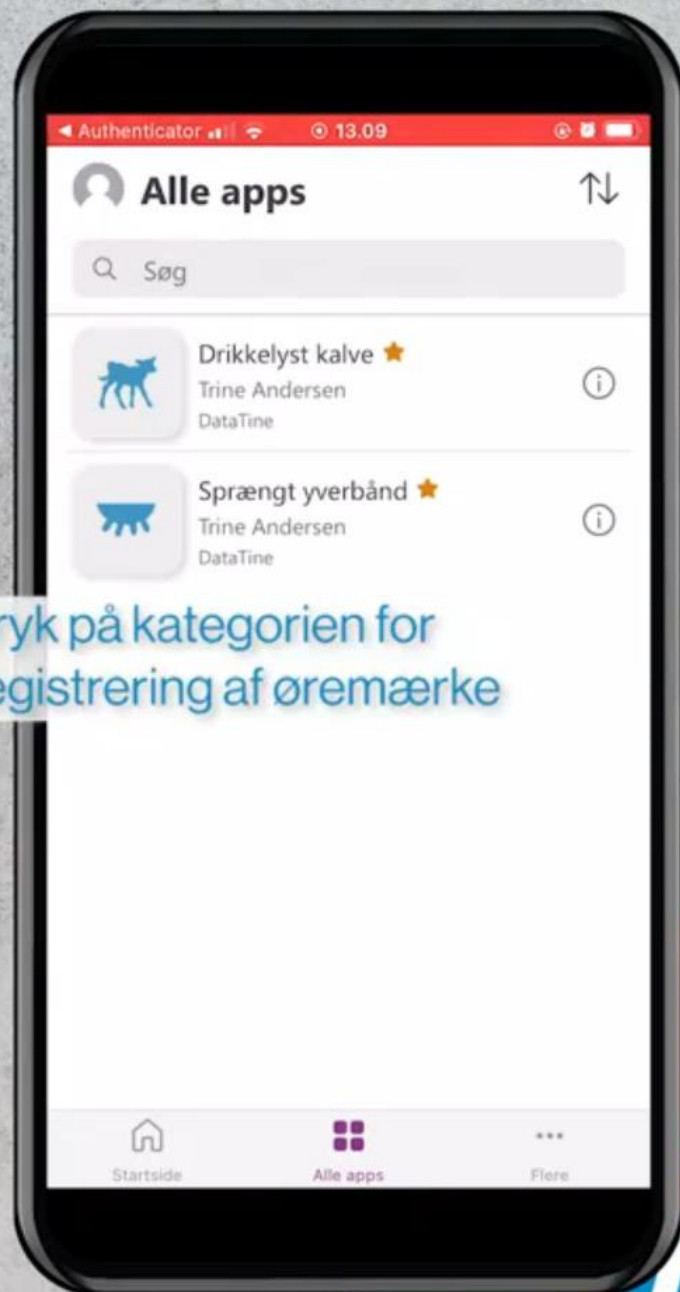 Authenticator 13.09
Alle apps
Søg
Drikkelyst kalve
Trine Andersen
DataTine
Sprængt yverbånd
Trine Andersen
DataTine
ryk på kategorien for
egistrering af øremærke
Startside
Alle apps
Flere